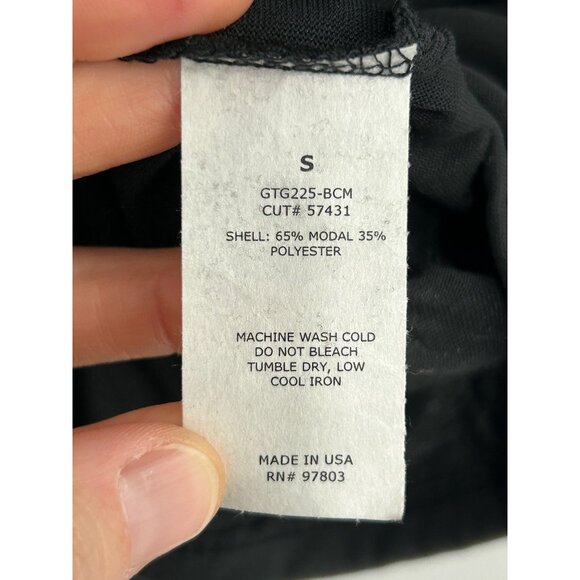 S
GTG225-BCM
CUT# 57431
SHELL: 65% MODAL 35%
POLYESTER
MACHINE WASH COLD
DO NOT BLEACH
TUMBLE DRY, LOW
COOL IRON
MADE IN USA
RN# 97803